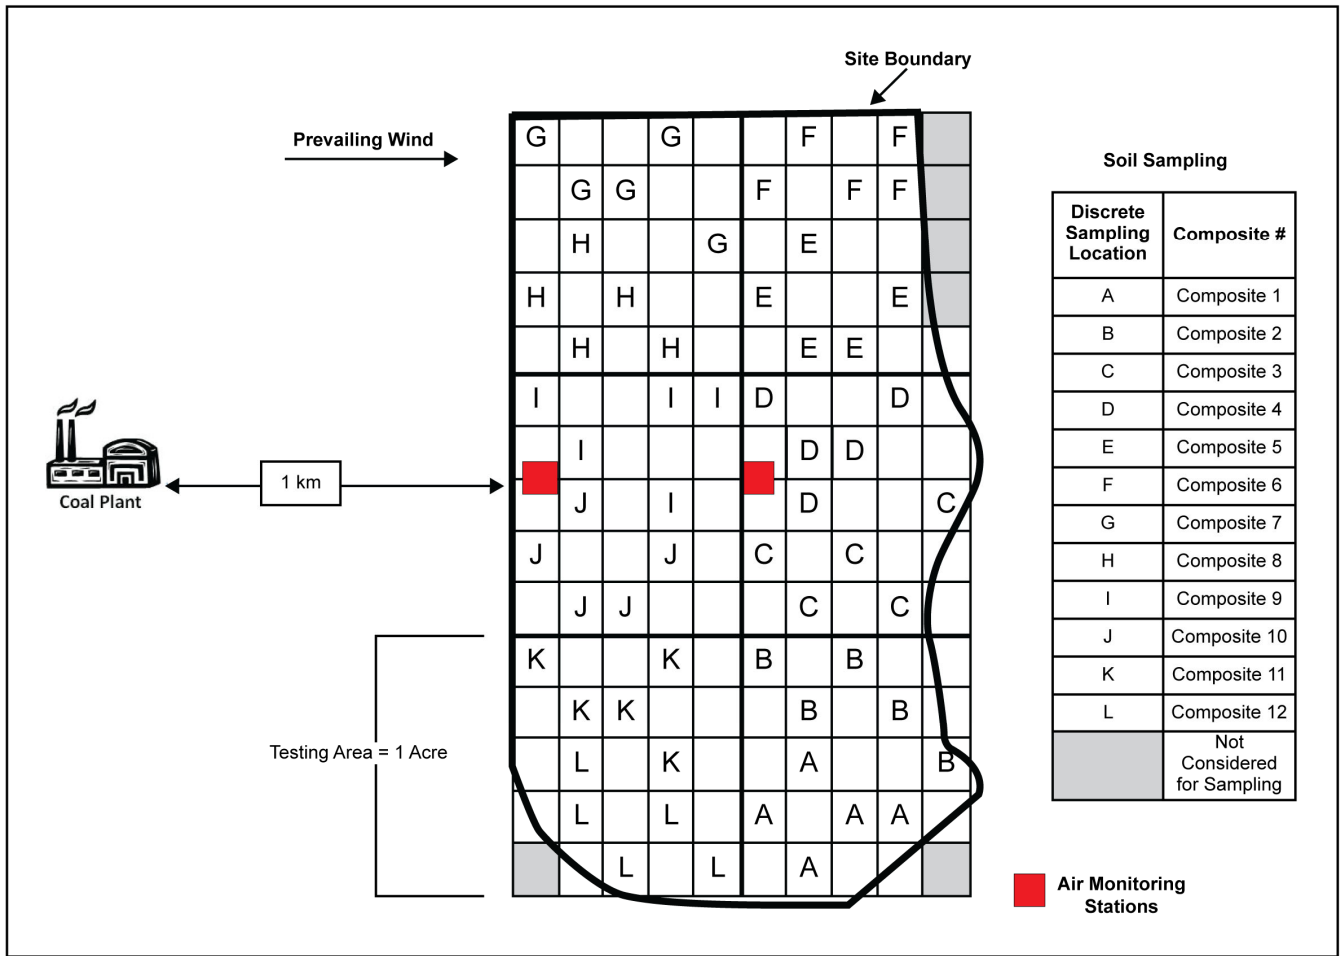 Site Boundary
Prevailing Wind
G G F F
G G F F F
H G E
H H E E
H H E E
I I I D D
I D D
J I D C
J J C C
J J C C
K K B B
K K B B
L K A B
L L A A A
L L A
Coal Plant
1 km
Testing Area = 1 Acre
Soil Sampling
Discrete
Sampling
Location
Composite #
A Composite 1
B Composite 2
C Composite 3
D Composite 4
E Composite 5
F Composite 6
G Composite 7
H Composite 8
I Composite 9
J Composite 10
K Composite 11
L Composite 12
Not
Considered
for Sampling
Air Monitoring
Stations